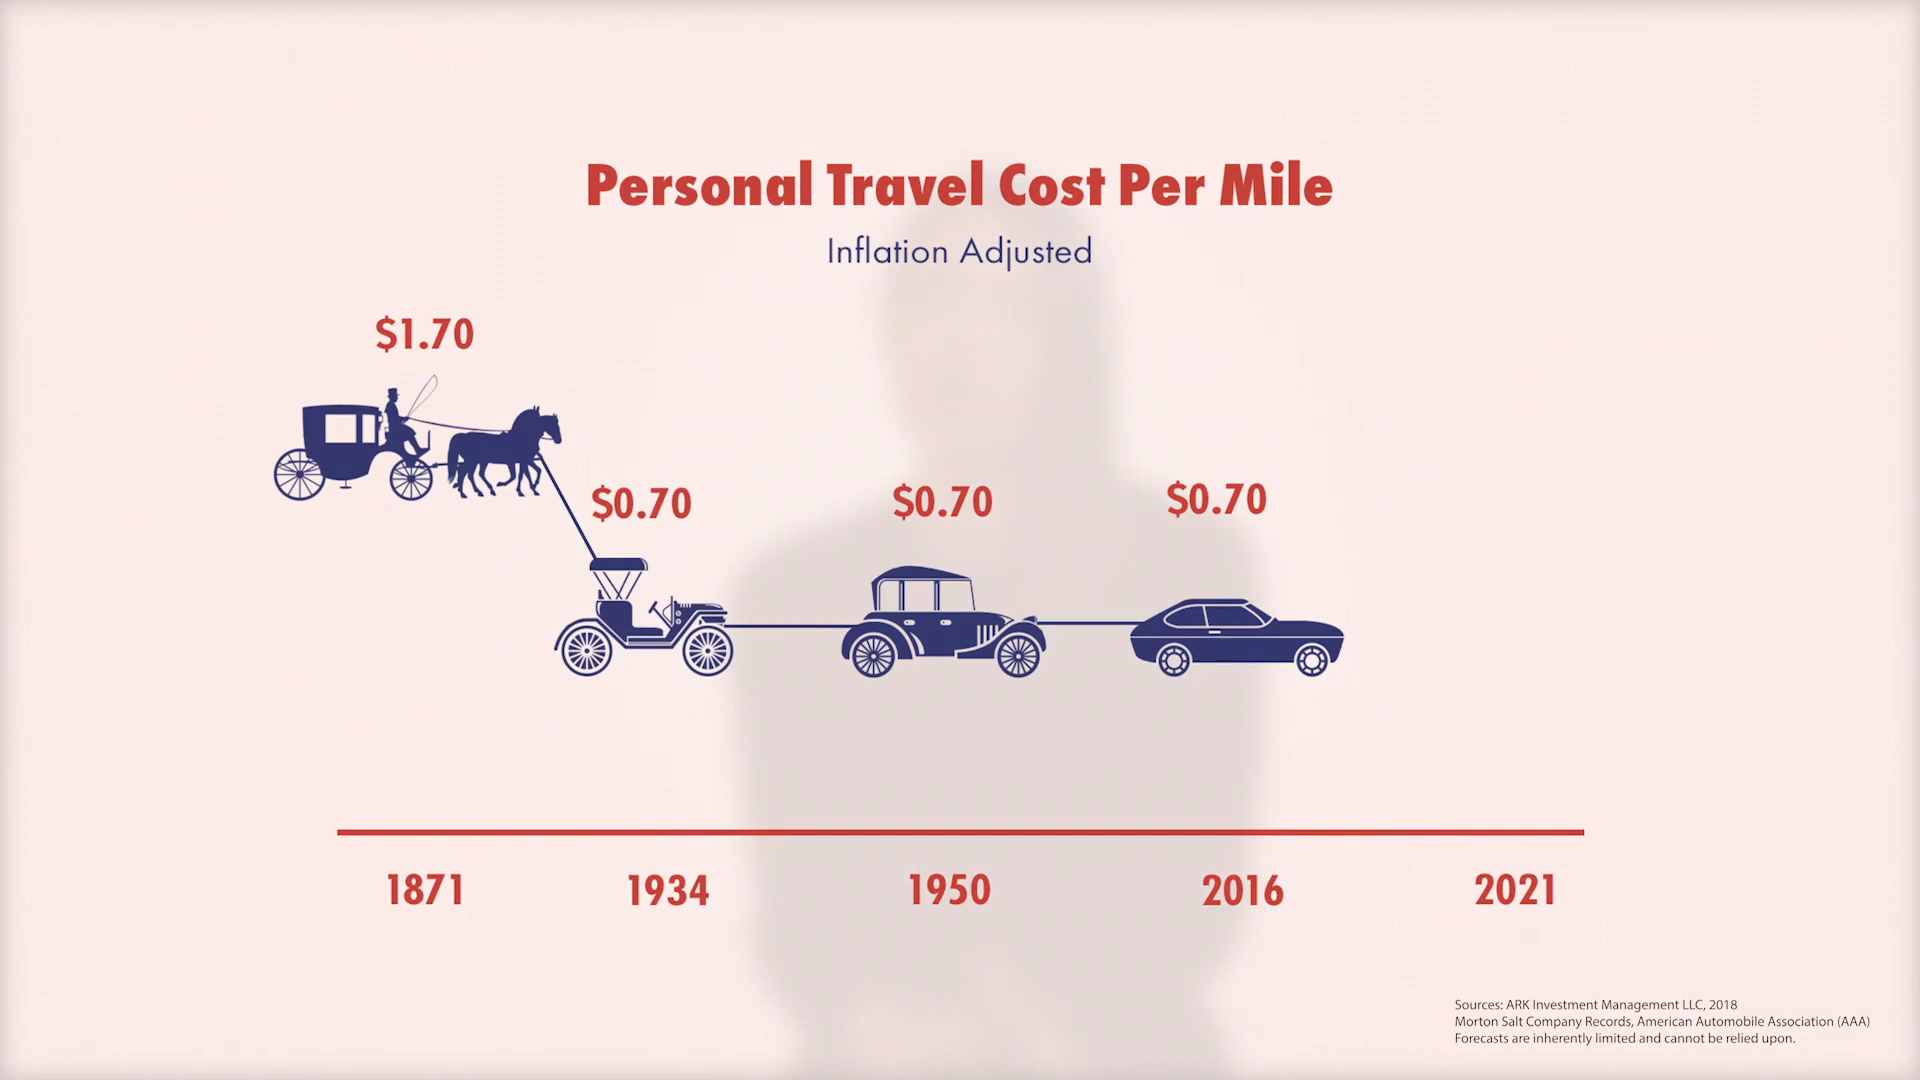 Personal Travel Cost Per Mile
Inflation Adjusted
$1.70
$0.70
$0.70
$0.70
1871
1934
1950
2016
2021
Sources: ARK Investment Management LLC, 2018
Morton Salt Company Records, American Automobile Association (AAA)
Forecasts are inherently limited and cannot be relied upon.